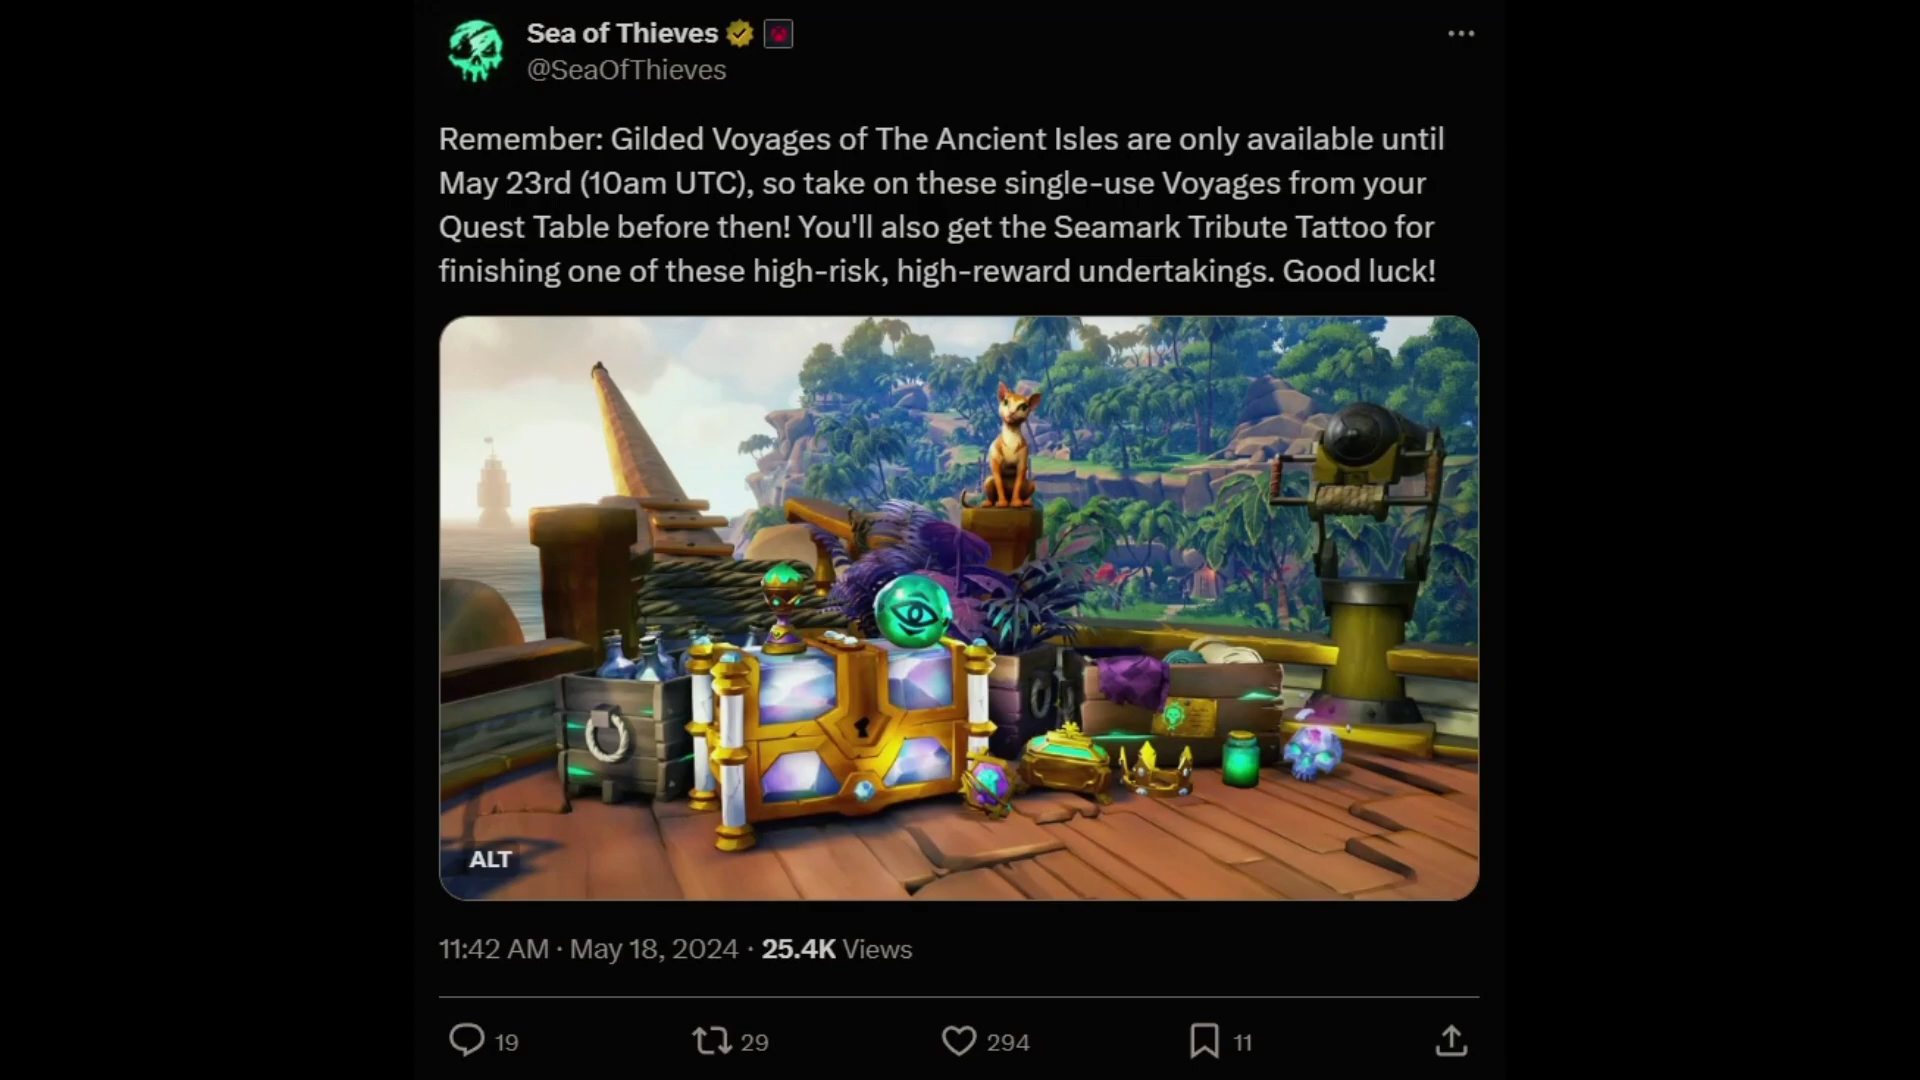 Sea of Thieves
@SeaOfThieves
Remember: Gilded Voyages of The Ancient Isles are only available until
May 23rd (10am UTC), so take on these single-use Voyages from your
Quest Table before then! You'll also get the Seamark Tribute Tattoo for
finishing one of these high-risk, high-reward undertakings. Good luck!
ALT
11:42 AM · May 18, 2024 · 25.4K Views
19 29 294 11